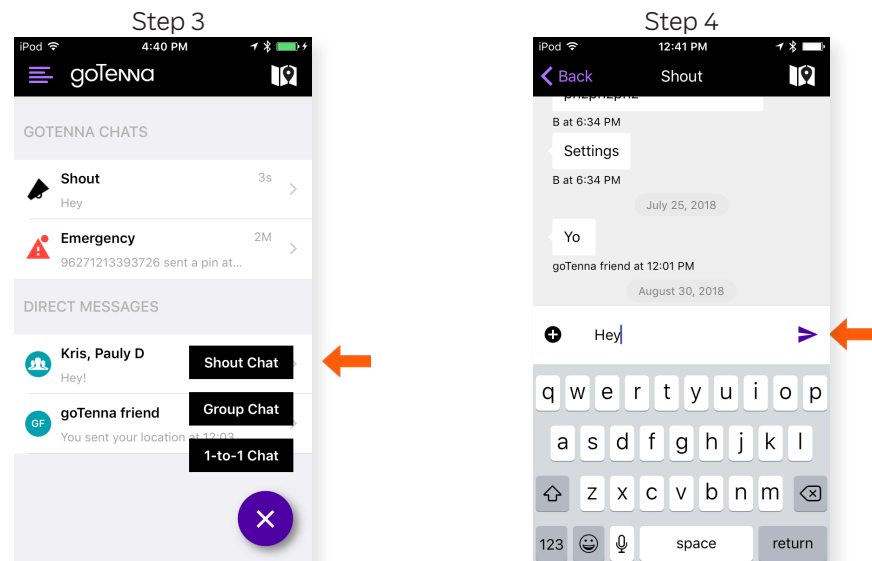 Step 3
iPod 4:40 PM
goTenna
GOTENNA CHATS
Shout 3s
Hey
Emergency 2M
96271213393726 sent a pin at...
DIRECT MESSAGES
Kris, Pauly D
Hey!
Shout Chat
goTenna friend
GF
Group Chat
You sent your location at 12:03
1-to-1 Chat
Step 4
iPod 12:41 PM
Back Shout
B at 6:34 PM
Settings
B at 6:34 PM
July 25, 2018
Yo
goTenna friend at 12:01 PM
August 30, 2018
Hey
q w e r t y u i o p
a s d f g h j k l
z x c v b n m
123 space return